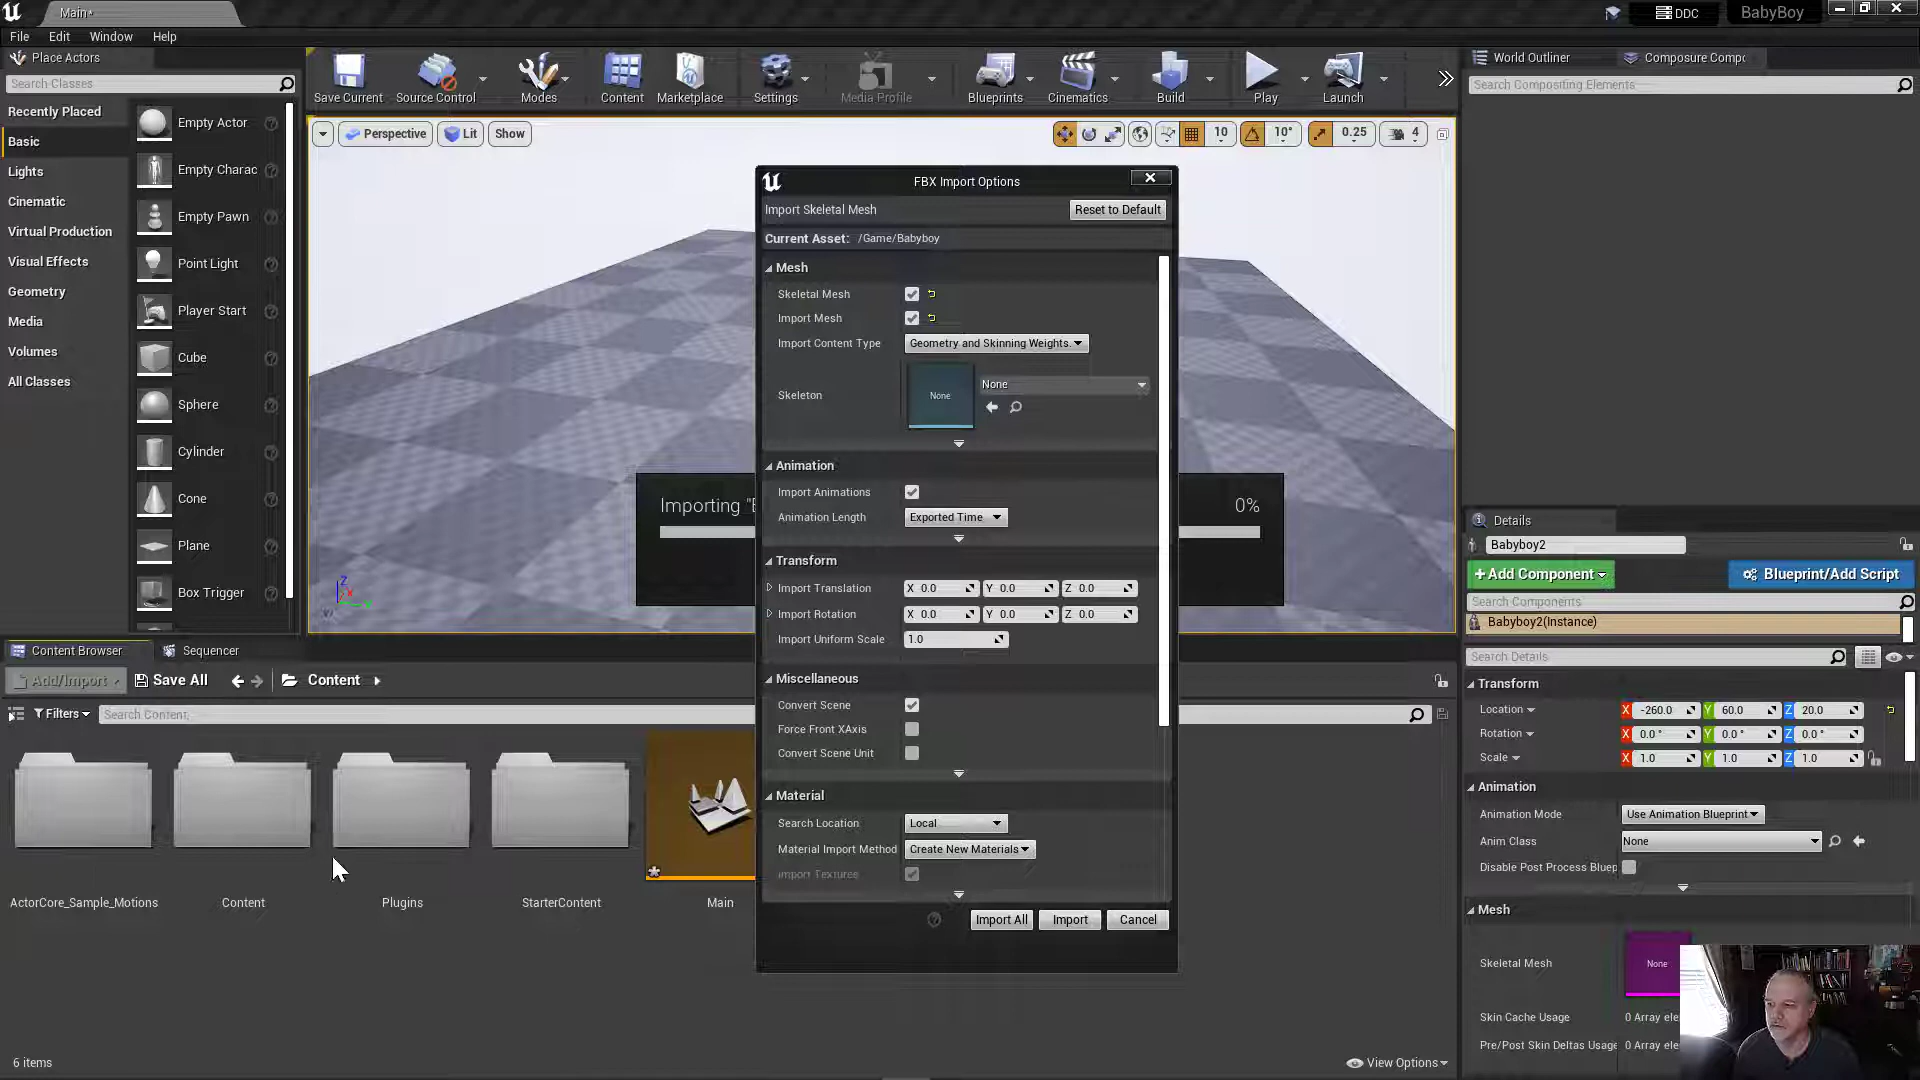 Main*
DDC
BabyBoy
File Edit Window Help
Place Actors
Search Classes
Recently Placed
Basic
Lights
Cinematic
Virtual Production
Visual Effects
Geometry
Media
Volumes
All Classes
Empty Actor
Empty Charac
Empty Pawn
Point Light
Player Start
Cube
Sphere
Cylinder
Cone
Plane
Box Trigger
Save Current
Source Control
Modes
Content
Marketplace
Settings
Media Profile
Blueprints
Cinematics
Build
Play
Launch
Perspective
Lit
Show
10
10°
0.25
4
FBX Import Options
Import Skeletal Mesh
Reset to Default
Current Asset: /Game/Babyboy
Mesh
Skeletal Mesh
Import Mesh
Import Content Type Geometry and Skinning Weights.
Skeleton None None
Animation
Import Animations
Animation Length Exported Time
Transform
Import Translation X 0.0 Y 0.0 Z 0.0
Import Rotation X 0.0 Y 0.0 Z 0.0
Import Uniform Scale 1.0
Miscellaneous
Convert Scene
Force Front XAxis
Convert Scene Unit
Material
Search Location Local
Material Import Method Create New Materials
Import Textures
Import All Import Cancel
Importing "B
0%
World Outliner
Composure Compo
Search Compositing Elements
Details
Babyboy2
+Add Component
Blueprint/Add Script
Search Components
Babyboy2(Instance)
Search Details
Transform
Location X -260.0 Y 60.0 Z 20.0
Rotation X 0.0 ° Y 0.0 ° Z 0.0 °
Scale X 1.0 Y 1.0 Z 1.0
Animation
Animation Mode Use Animation Blueprint
Anim Class None
Disable Post Process Bluep
Mesh
Skeletal Mesh None
Skin Cache Usage 0 Array ele
Pre/Post Skin Deltas Usage 0 Array ele
Content Browser
Sequencer
Add/Import
Save All
Content
Filters
Search Content
ActorCore_Sample_Motions
Content
Plugins
StarterContent
Main
6 items
View Options